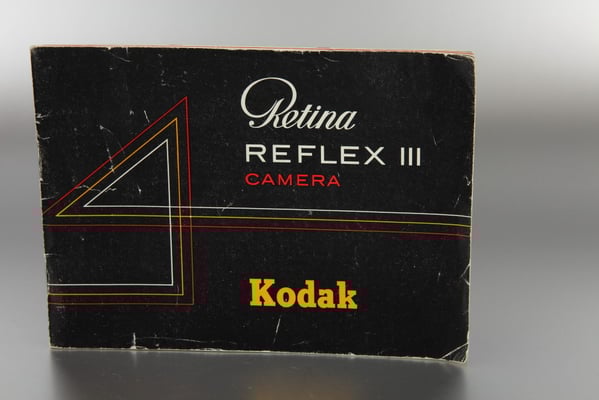 Retina
REFLEX III
CAMERA
Kodak